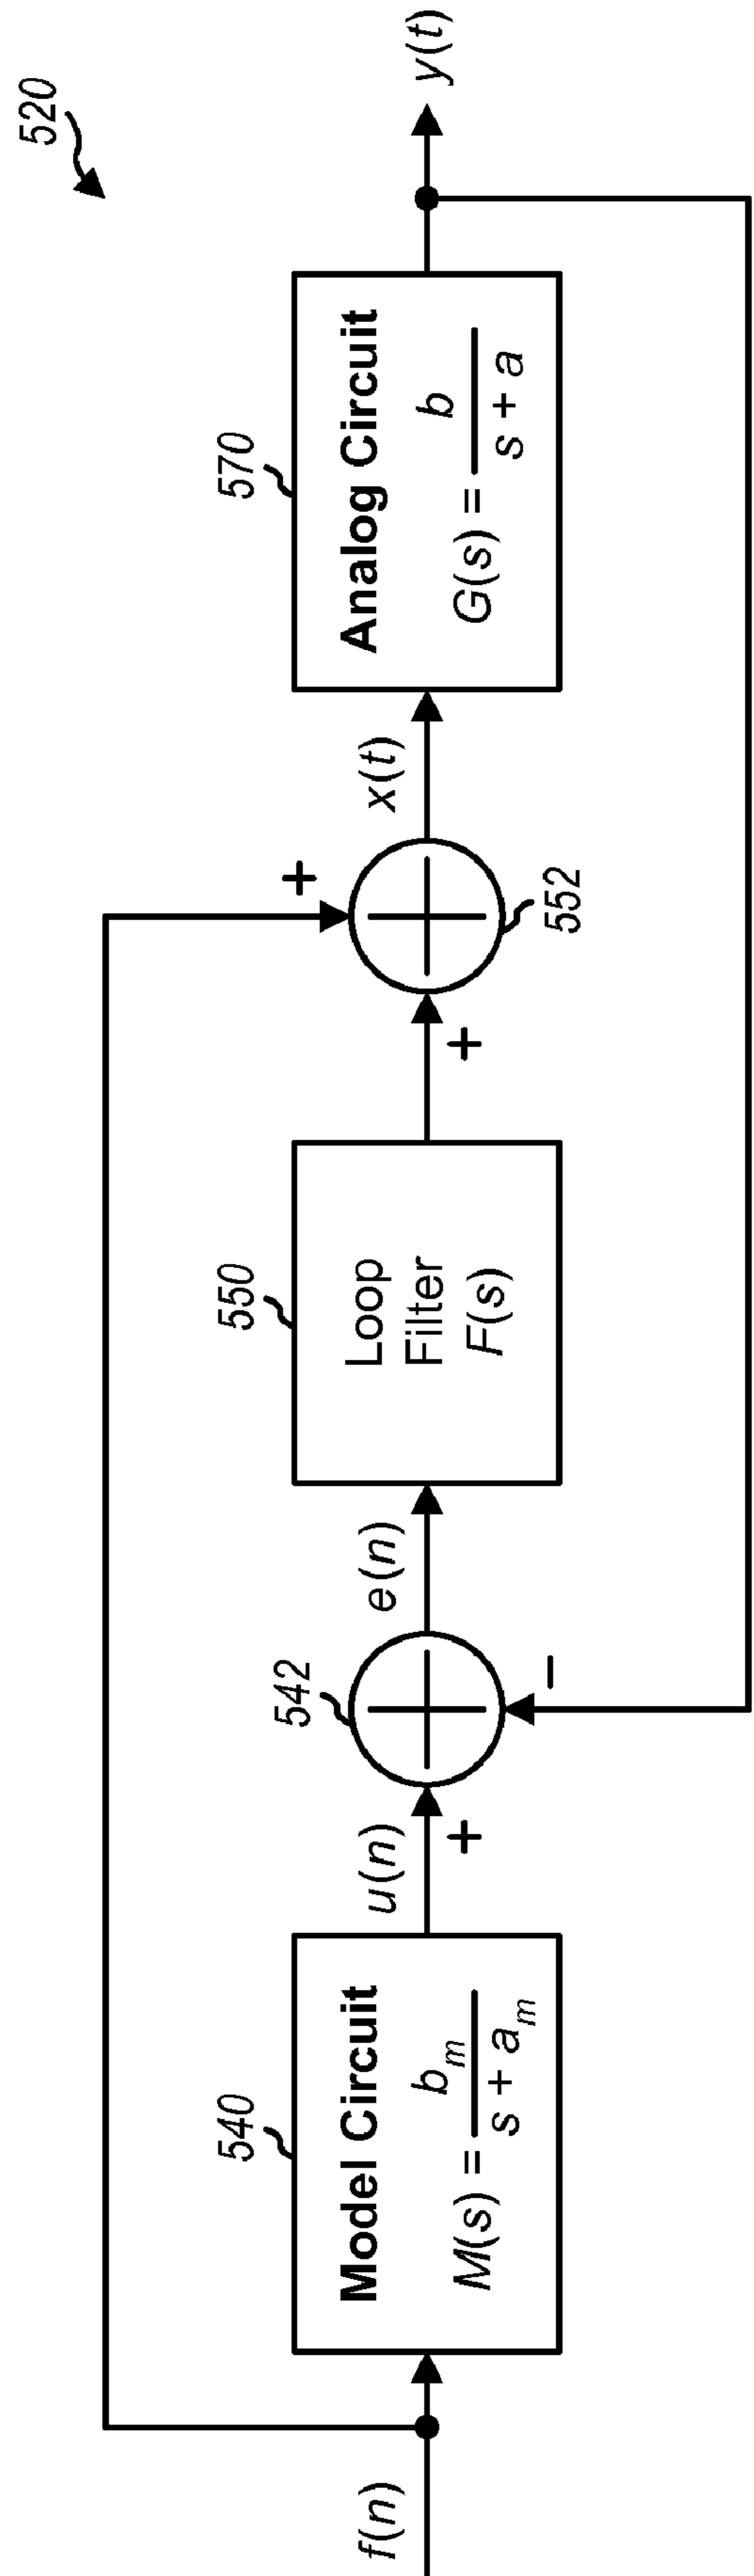 520
f(n)
540
Model Circuit
M(s) = b_m / (s + a_m)
u(n)
+
542
−
e(n)
550
Loop
Filter
F(s)
+
+
552
x(t)
570
Analog Circuit
G(s) = b / (s + a)
y(t)